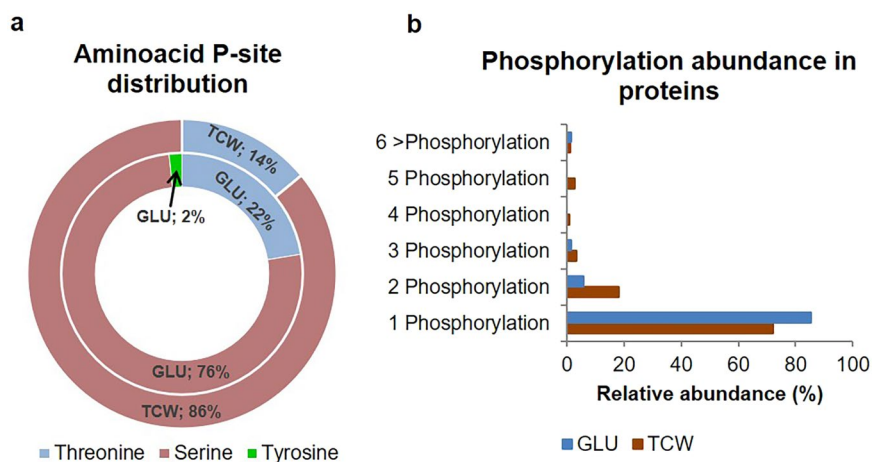 a
Aminoacid P-site
distribution
TCW; 14%
GLU; 22%
GLU; 2%
GLU; 76%
TCW; 86%
Threonine Serine Tyrosine
b
Phosphorylation abundance in
proteins
6 >Phosphorylation
5 Phosphorylation
4 Phosphorylation
3 Phosphorylation
2 Phosphorylation
1 Phosphorylation
0 20 40 60 80 100
Relative abundance (%)
GLU TCW